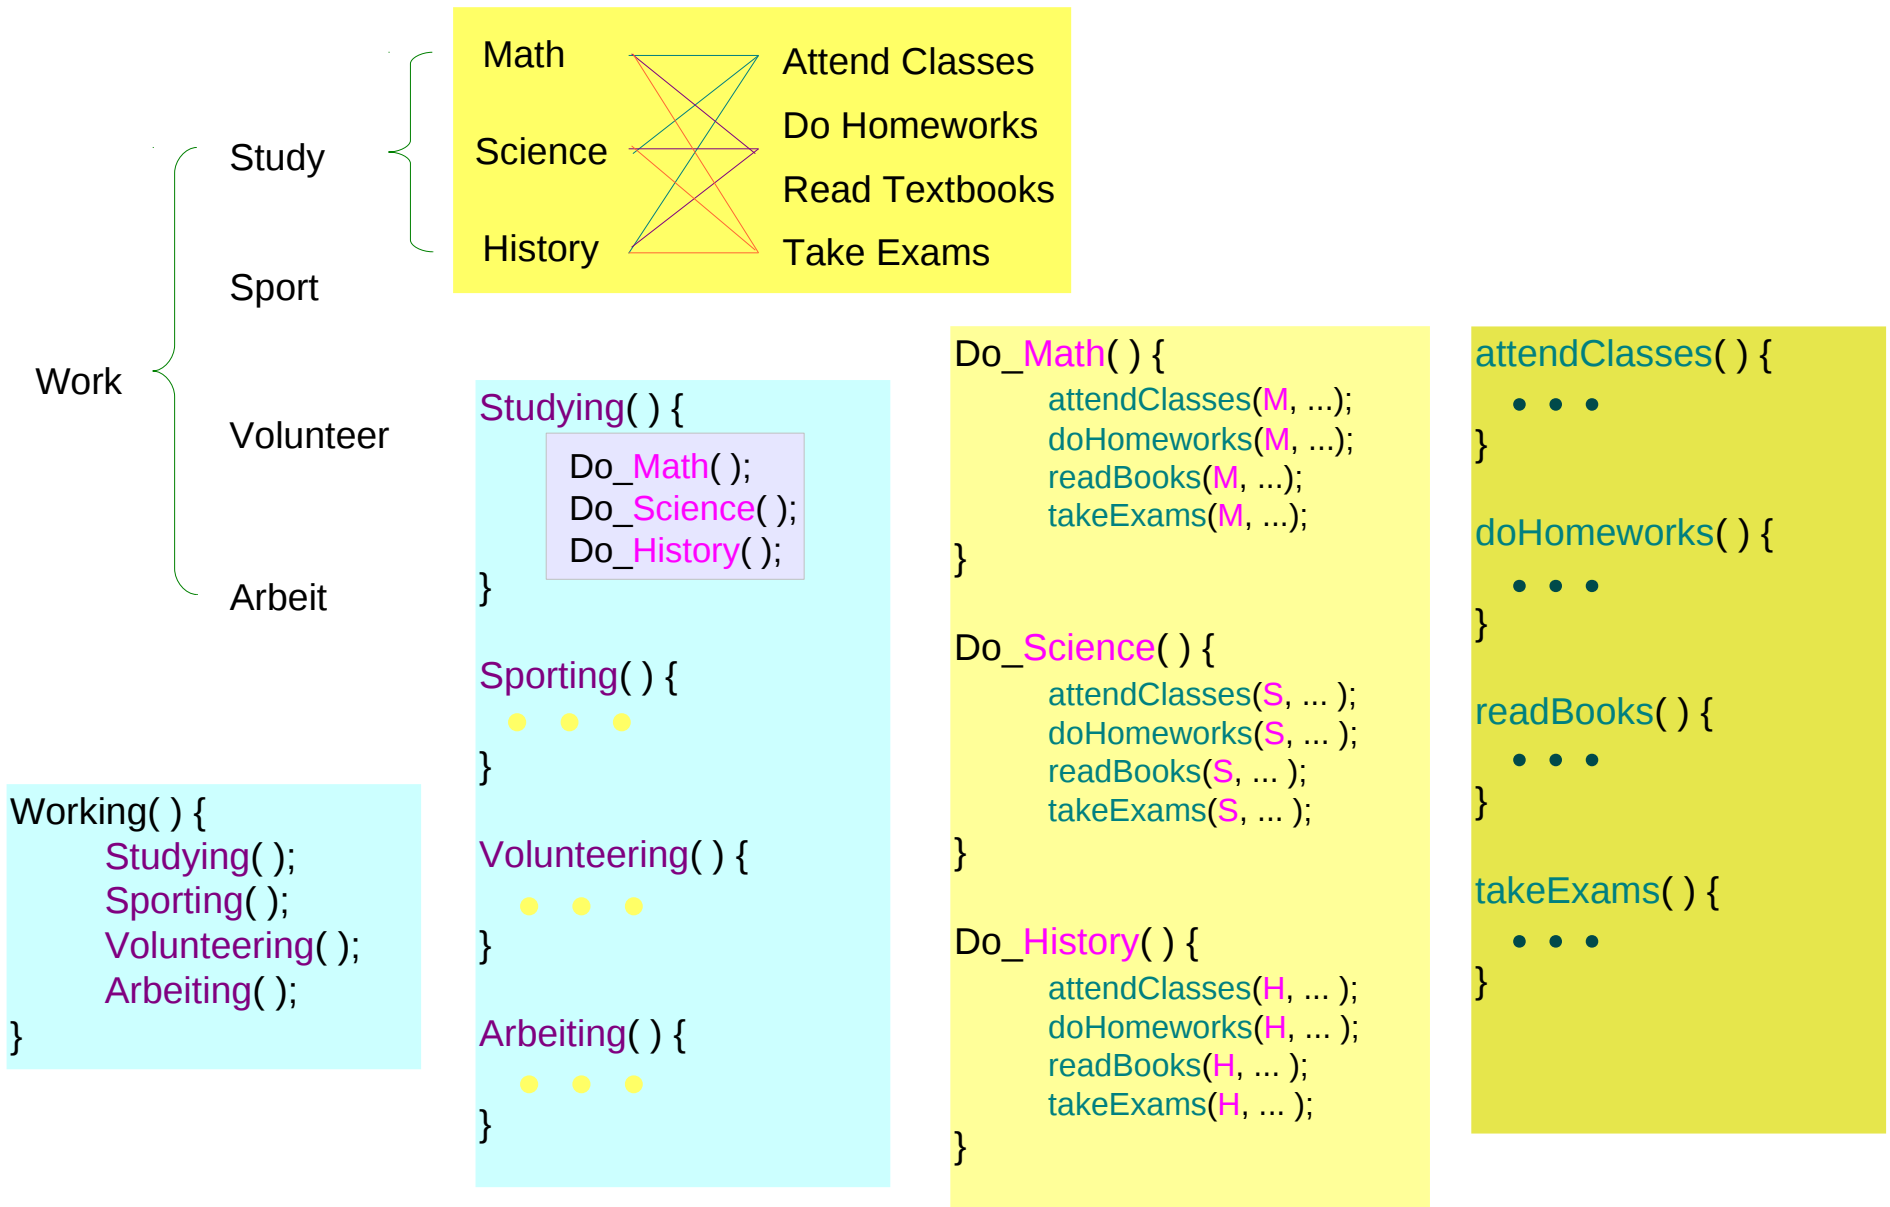 Work
Study
Sport
Volunteer
Arbeit
Math
Science
History
Attend Classes
Do Homeworks
Read Textbooks
Take Exams
Working( ) {
Studying( );
Sporting( );
Volunteering( );
Arbeiting( );
}
Studying( ) {
Do_Math( );
Do_Science( );
Do_History( );
}
Sporting( ) {
● ● ●
}
Volunteering( ) {
● ● ●
}
Arbeiting( ) {
● ● ●
}
Do_Math( ) {
attendClasses(M, ...);
doHomeworks(M, ...);
readBooks(M, ...);
takeExams(M, ...);
}
Do_Science( ) {
attendClasses(S, ... );
doHomeworks(S, ... );
readBooks(S, ... );
takeExams(S, ... );
}
Do_History( ) {
attendClasses(H, ... );
doHomeworks(H, ... );
readBooks(H, ... );
takeExams(H, ... );
}
attendClasses( ) {
● ● ●
}
doHomeworks( ) {
● ● ●
}
readBooks( ) {
● ● ●
}
takeExams( ) {
● ● ●
}